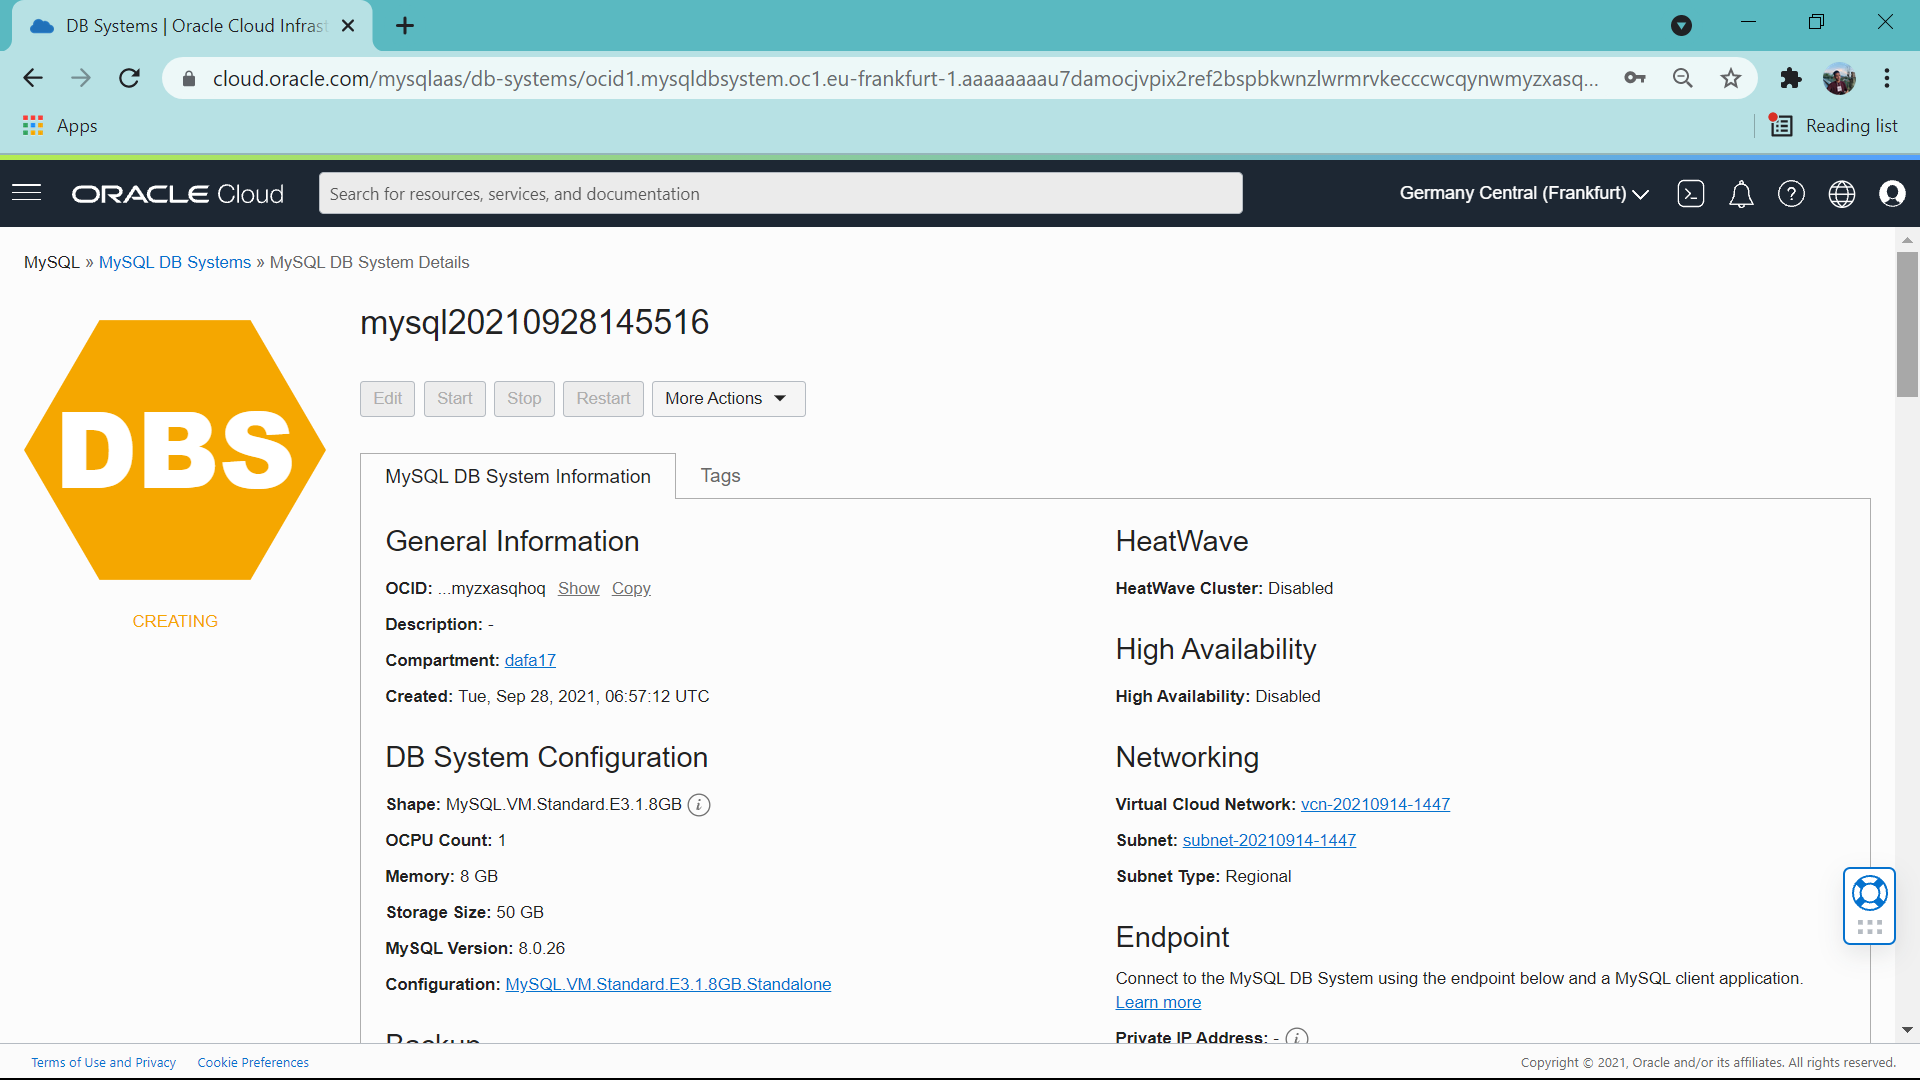 DB Systems | Oracle Cloud Infrast
cloud.oracle.com/mysqlaas/db-systems/ocid1.mysqldbsystem.oc1.eu-frankfurt-1.aaaaaaaau7damocjvpix2ref2bspbkwnzlwrmrvkecccwcqynwmyzxasq...
Apps
Reading list
ORACLE Cloud
Search for resources, services, and documentation
Germany Central (Frankfurt)
MySQL » MySQL DB Systems » MySQL DB System Details
DBS
CREATING
mysql20210928145516
Edit
Start
Stop
Restart
More Actions
MySQL DB System Information
Tags
General Information
OCID: ...myzxasqhoq Show Copy
Description: -
Compartment: dafa17
Created: Tue, Sep 28, 2021, 06:57:12 UTC
DB System Configuration
Shape: MySQL.VM.Standard.E3.1.8GB
OCPU Count: 1
Memory: 8 GB
Storage Size: 50 GB
MySQL Version: 8.0.26
Configuration: MySQL.VM.Standard.E3.1.8GB.Standalone
Backup
HeatWave
HeatWave Cluster: Disabled
High Availability
High Availability: Disabled
Networking
Virtual Cloud Network: vcn-20210914-1447
Subnet: subnet-20210914-1447
Subnet Type: Regional
Endpoint
Connect to the MySQL DB System using the endpoint below and a MySQL client application.
Learn more
Private IP Address: -
Terms of Use and Privacy
Cookie Preferences
Copyright © 2021, Oracle and/or its affiliates. All rights reserved.